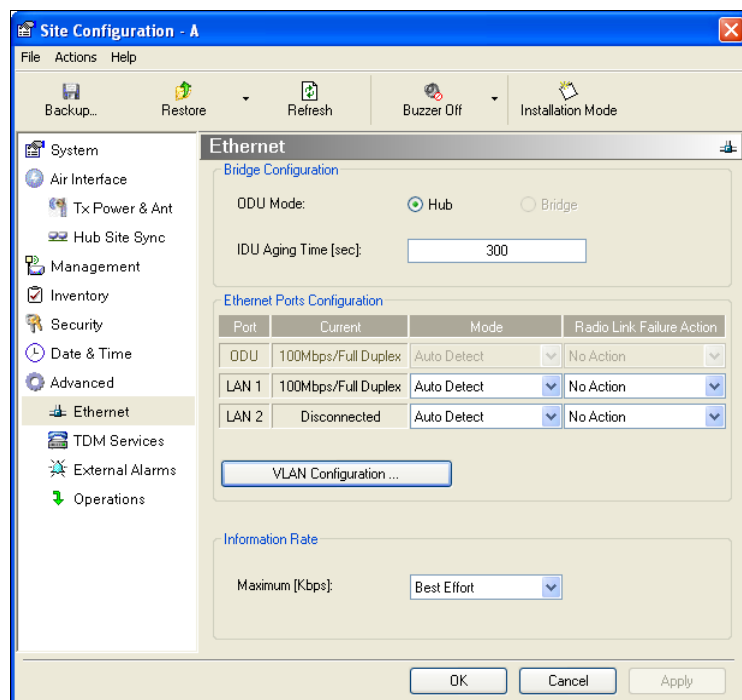 Site Configuration - A
File Actions Help
Backup... Restore Refresh Buzzer Off Installation Mode
System
Air Interface
Tx Power & Ant
Hub Site Sync
Management
Inventory
Security
Date & Time
Advanced
Ethernet
TDM Services
External Alarms
Operations
Ethernet
Bridge Configuration
ODU Mode: Hub Bridge
IDU Aging Time [sec]: 300
Ethernet Ports Configuration
Port Current Mode Radio Link Failure Action
ODU 100Mbps/Full Duplex Auto Detect No Action
LAN 1 100Mbps/Full Duplex Auto Detect No Action
LAN 2 Disconnected Auto Detect No Action
VLAN Configuration ...
Information Rate
Maximum [Kbps]: Best Effort
OK Cancel Apply